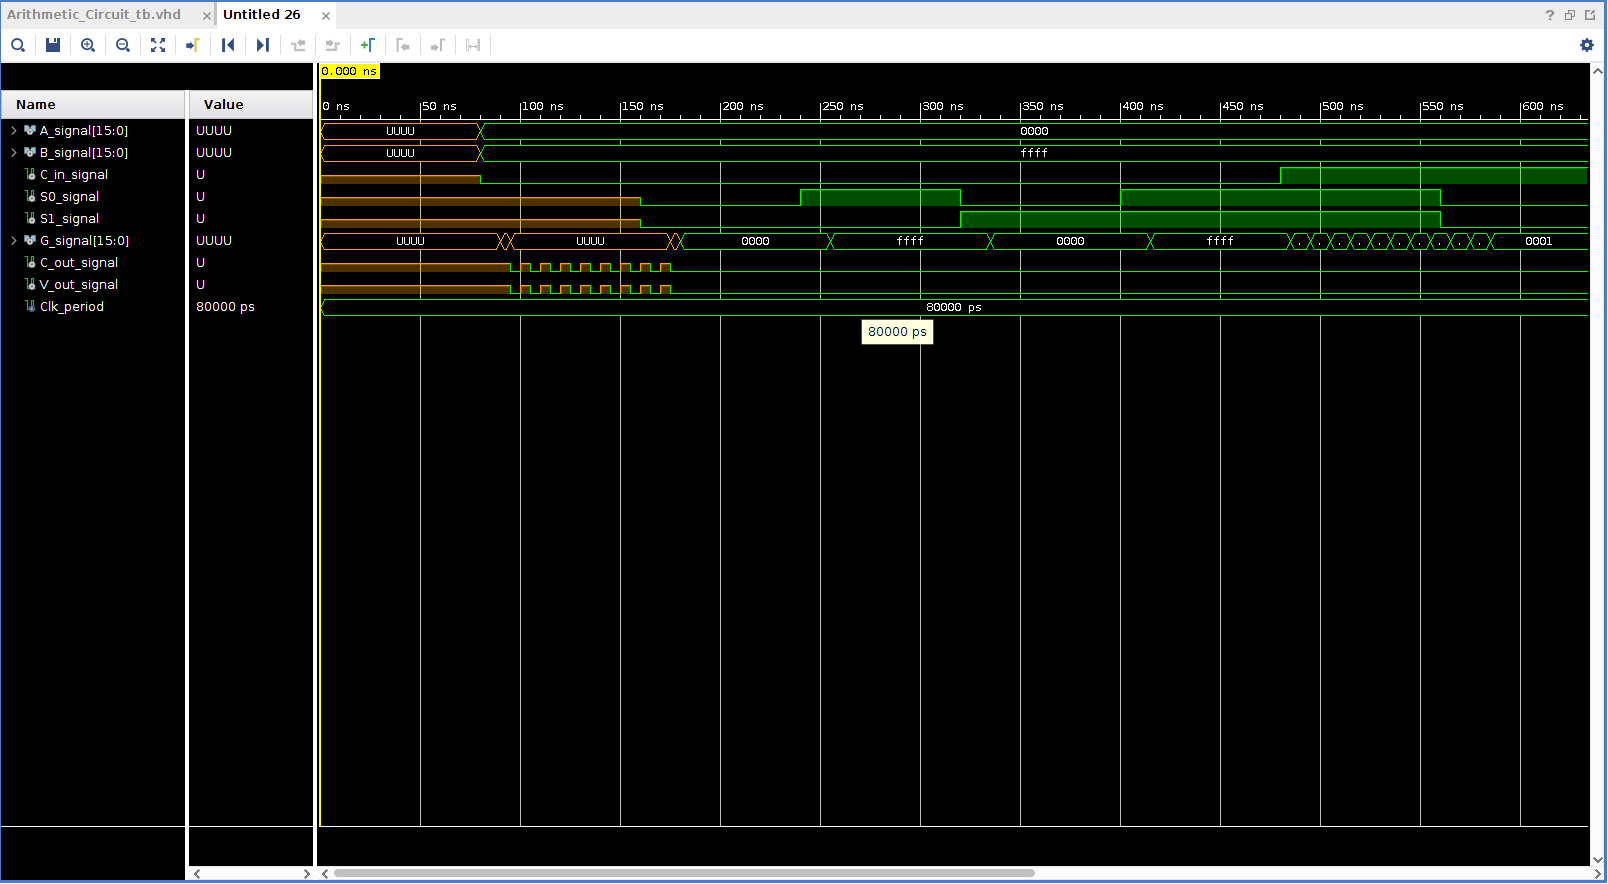 Arithmetic_Circuit_tb.vhd × Untitled 26 ×
0.000 ns
Name Value
0 ns 50 ns 100 ns 150 ns 200 ns 250 ns 300 ns 350 ns 400 ns 450 ns 500 ns 550 ns 600 ns
A_signal[15:0] UUUU UUUU 0000
B_signal[15:0] UUUU UUUU ffff
C_in_signal U
S0_signal U
S1_signal U
G_signal[15:0] UUUU UUUU UUUU 0000 ffff 0000 ffff . . . . . . . . . . 0001
C_out_signal U
V_out_signal U
Clk_period 80000 ps 80000 ps
80000 ps